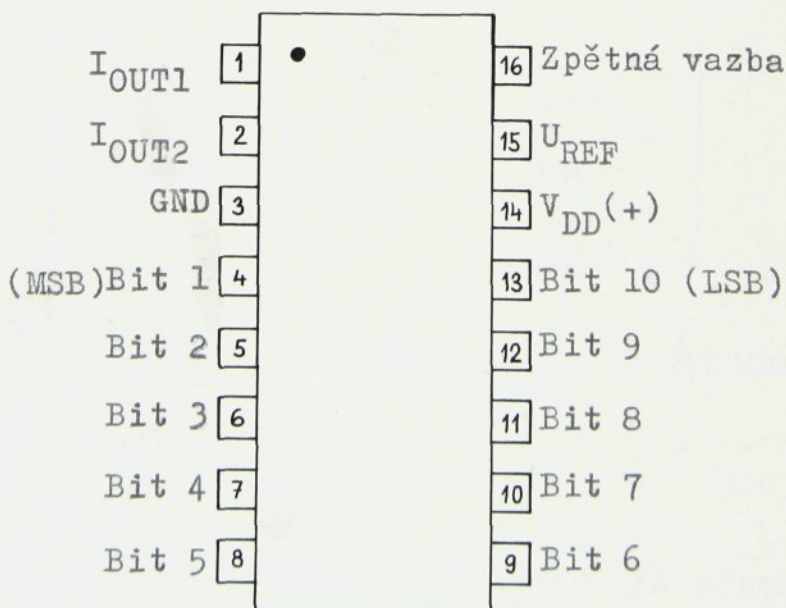 I_OUT1 1
16 Zpětná vazba
I_OUT2 2
15 U_REF
GND 3
14 V_DD(+)
(MSB)Bit 1 4
13 Bit 10 (LSB)
Bit 2 5
12 Bit 9
Bit 3 6
11 Bit 8
Bit 4 7
10 Bit 7
Bit 5 8
9 Bit 6